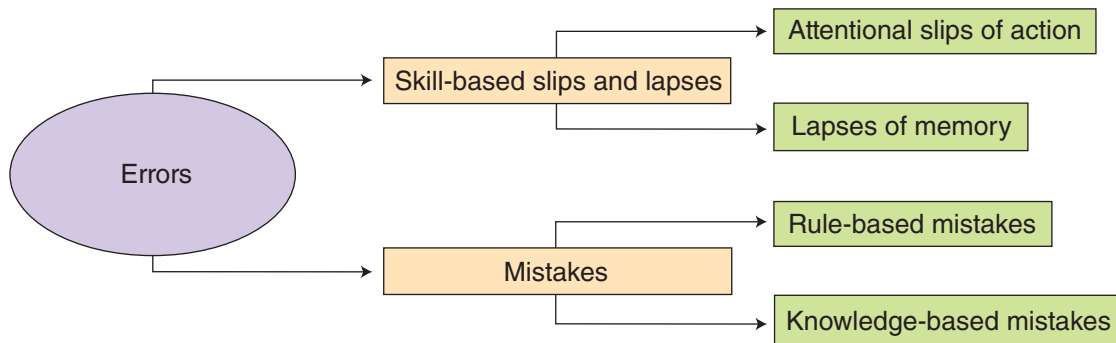 Errors
Skill-based slips and lapses
Attentional slips of action
Lapses of memory
Mistakes
Rule-based mistakes
Knowledge-based mistakes